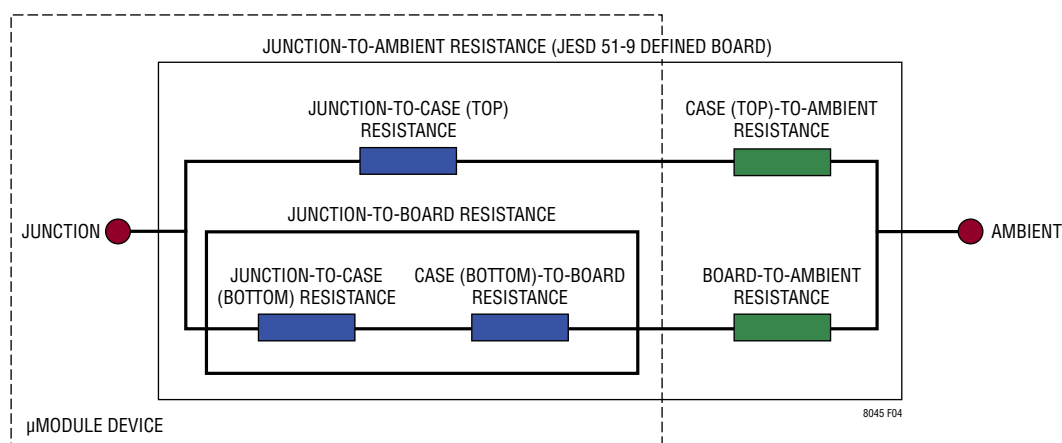 JUNCTION-TO-AMBIENT RESISTANCE (JESD 51-9 DEFINED BOARD)
JUNCTION-TO-CASE (TOP)
RESISTANCE
CASE (TOP)-TO-AMBIENT
RESISTANCE
JUNCTION-TO-BOARD RESISTANCE
JUNCTION
AMBIENT
JUNCTION-TO-CASE
(BOTTOM) RESISTANCE
CASE (BOTTOM)-TO-BOARD
RESISTANCE
BOARD-TO-AMBIENT
RESISTANCE
8045 F04
µMODULE DEVICE